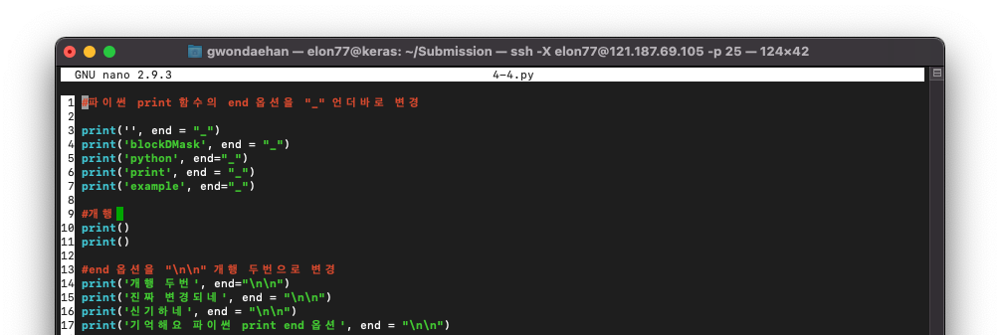 gwondaehan — elon77@keras: ~/Submission — ssh -X elon77@121.187.69.105 -p 25 — 124×42
GNU nano 2.9.3 4-4.py
1 #파이썬 print 함수의 end 옵션을 "_" 언더바로 변경
2
3 print('', end = "_")
4 print('blockDMask', end = "_")
5 print('python', end="_")
6 print('print', end = "_")
7 print('example', end="_")
8
9 #개행
10 print()
11 print()
12
13 #end 옵션을 "\n\n" 개행 두번으로 변경
14 print('개행 두번', end="\n\n")
15 print('진짜 변경되네', end = "\n\n")
16 print('신기하네', end = "\n\n")
17 print('기억해요 파이썬 print end 옵션', end = "\n\n")